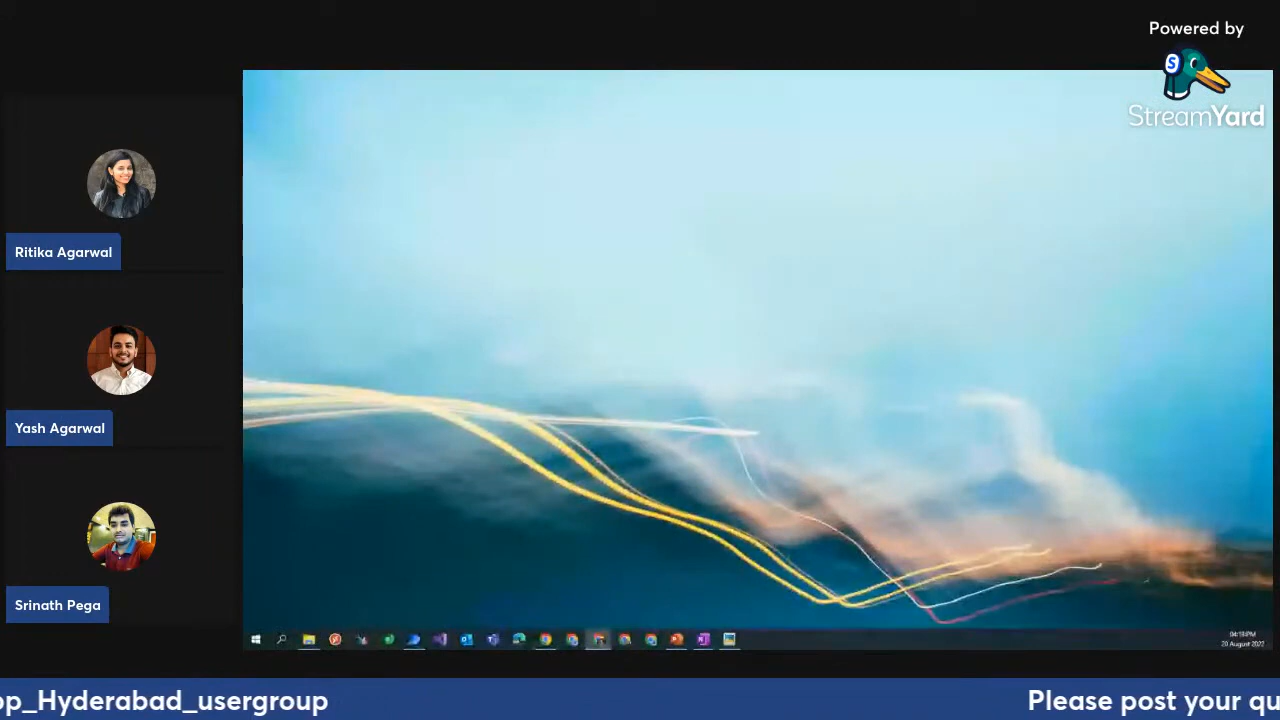 Powered by
StreamYard
Ritika Agarwal
Yash Agarwal
Srinath Pega
op_Hyderabad_usergroup
Please post your qu